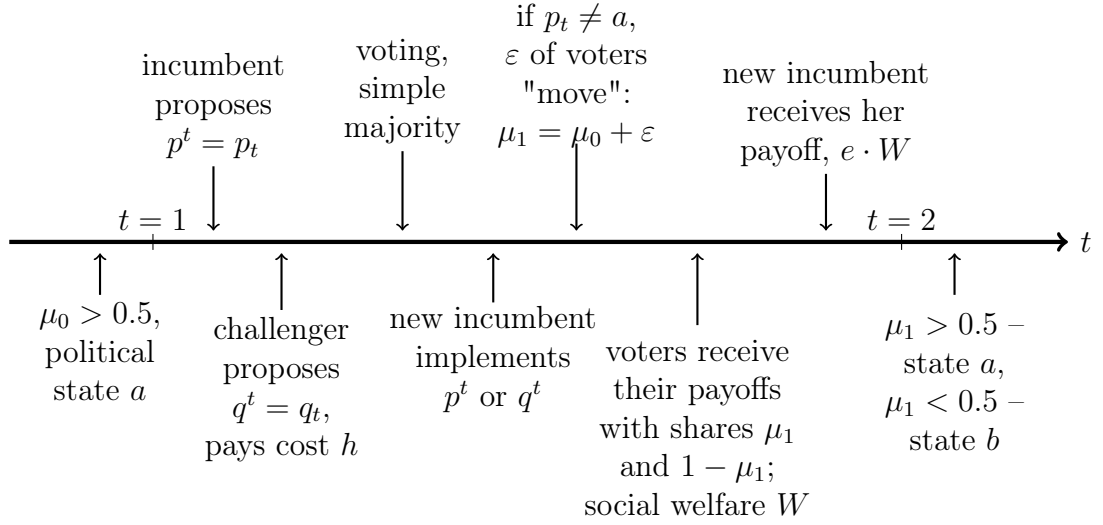 incumbent
proposes
$p^t = p_t$
voting,
simple
majority
if $p_t \neq a$,
$\varepsilon$ of voters
"move":
$\mu_1 = \mu_0 + \varepsilon$
new incumbent
receives her
payoff, $e \cdot W$
$t = 1$
$t = 2$
$t$
$\mu_0 > 0.5$,
political
state $a$
challenger
proposes
$q^t = q_t$,
pays cost $h$
new incumbent
implements
$p^t$ or $q^t$
voters receive
their payoffs
with shares $\mu_1$
and $1 - \mu_1$;
social welfare $W$
$\mu_1 > 0.5$ –
state $a$,
$\mu_1 < 0.5$ –
state $b$